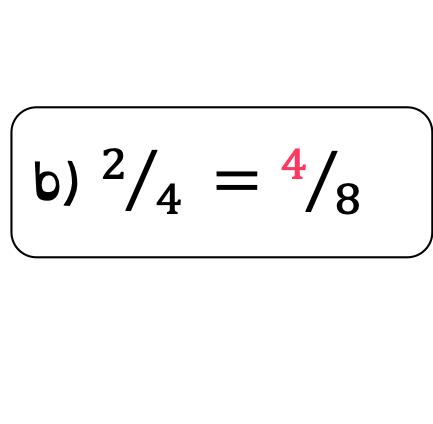 b) 2/4 = 4/8